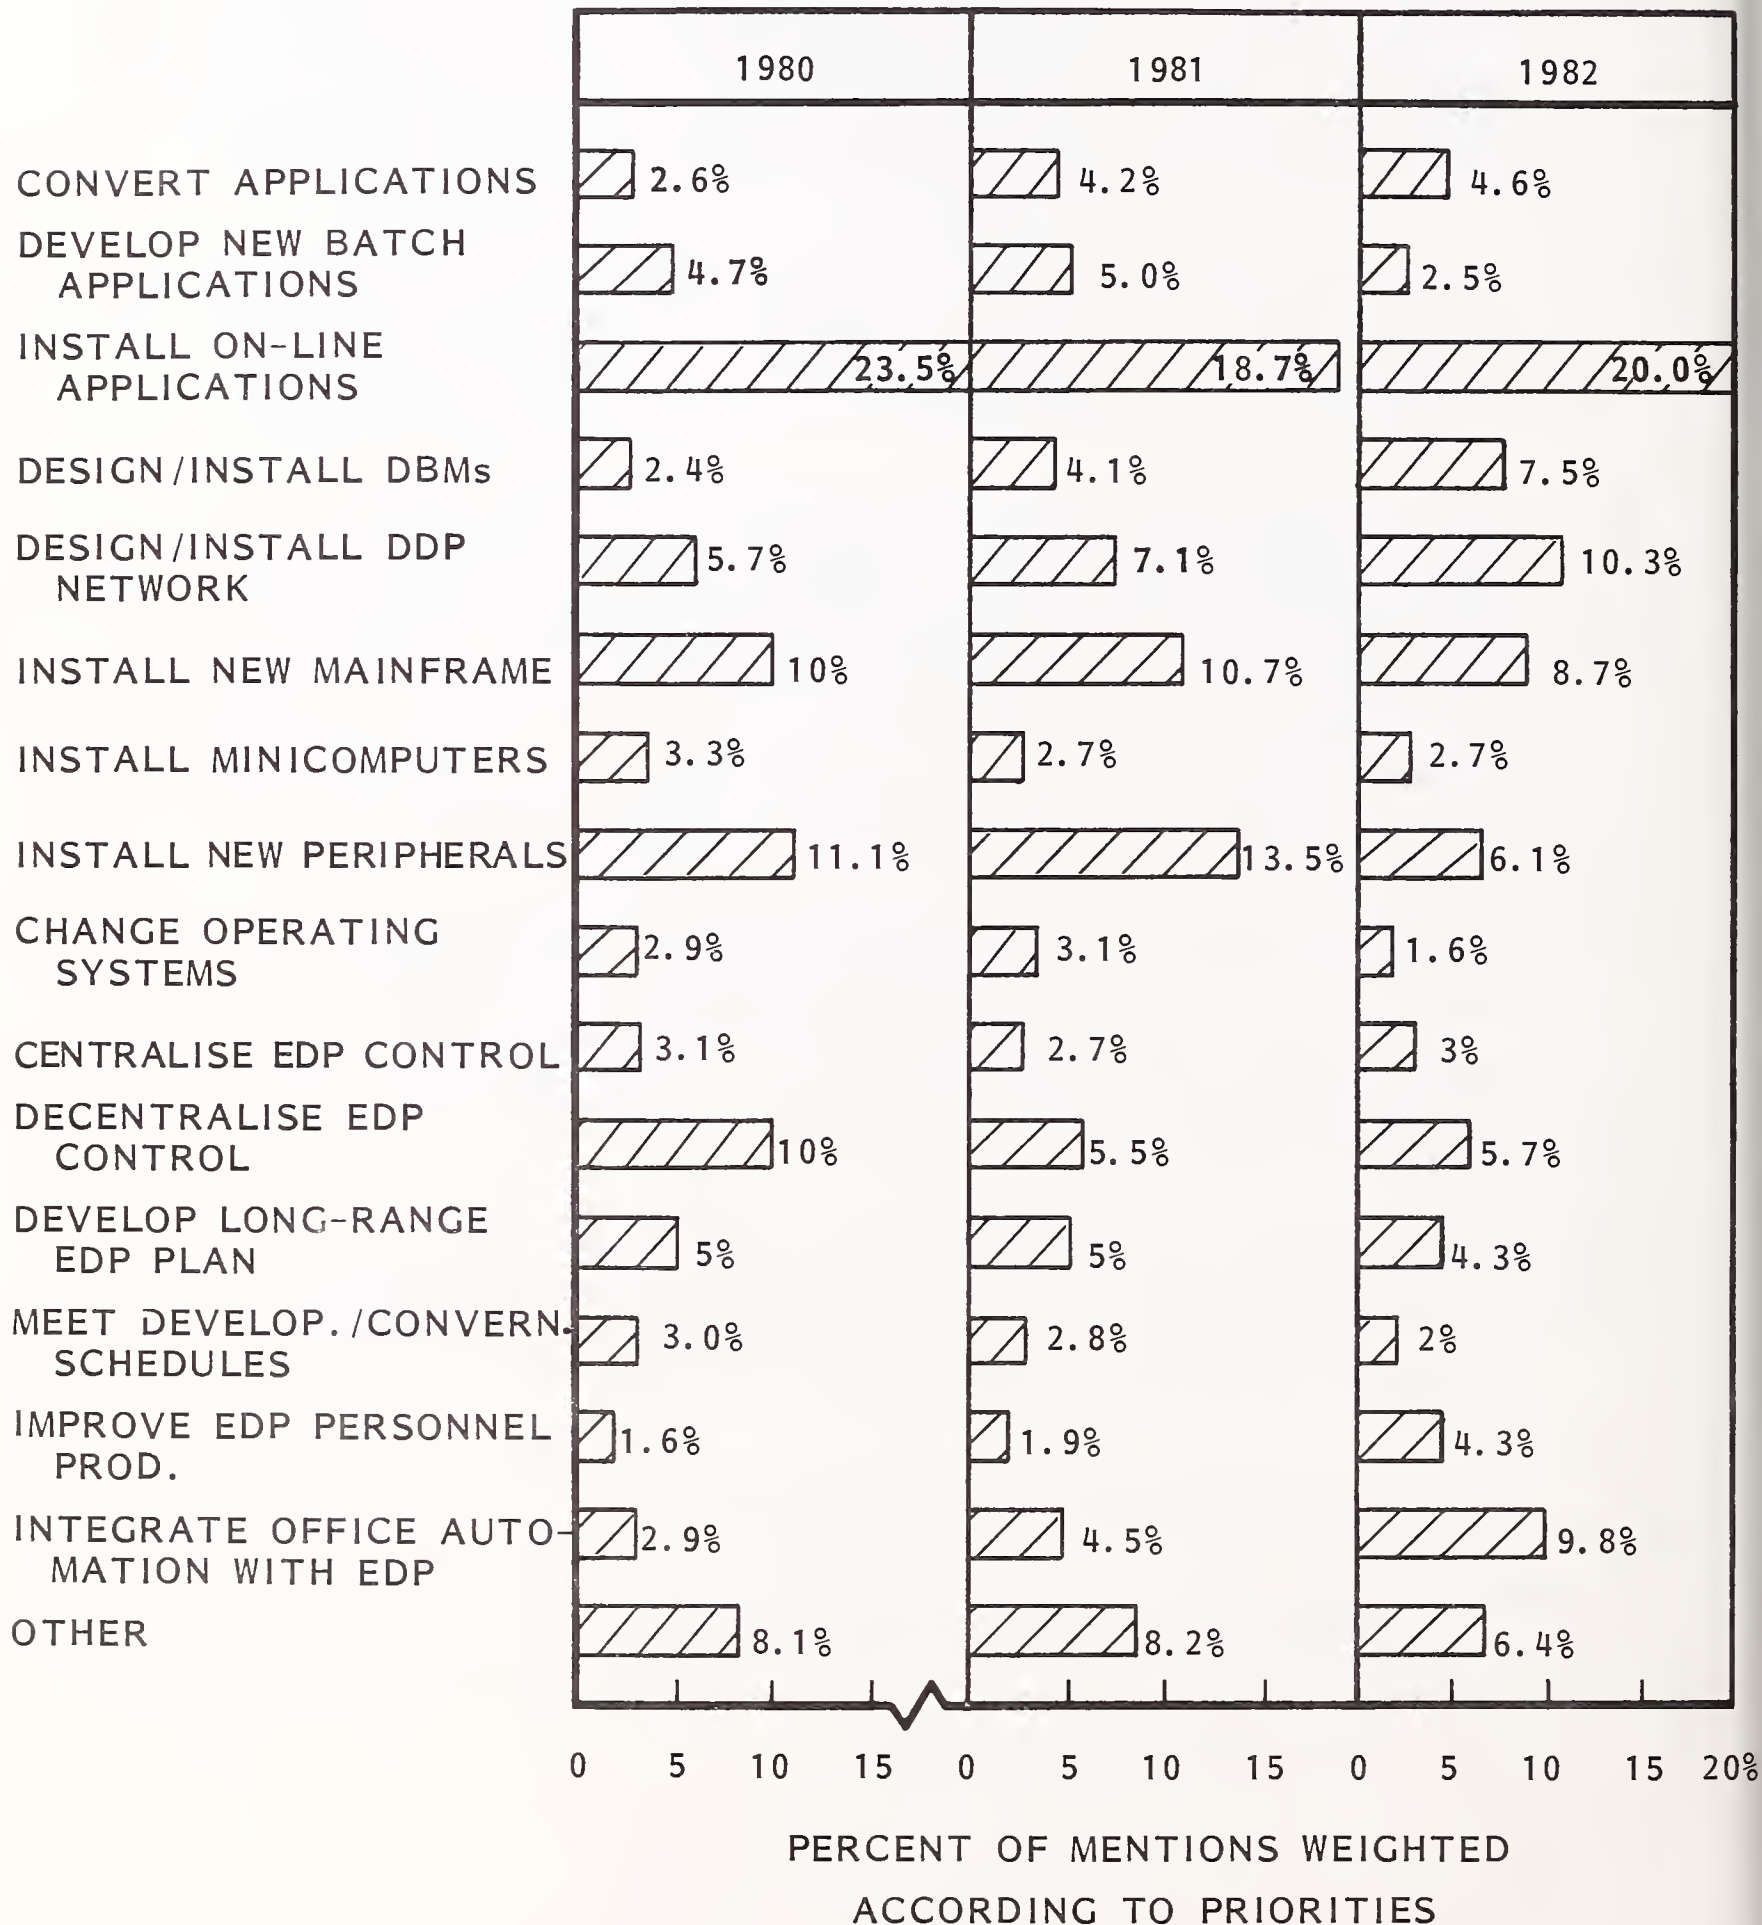 1980 1981 1982
CONVERT APPLICATIONS 2.6% 4.2% 4.6%
DEVELOP NEW BATCH
APPLICATIONS 4.7% 5.0% 2.5%
INSTALL ON-LINE
APPLICATIONS 23.5% 18.7% 20.0%
DESIGN/INSTALL DBMs 2.4% 4.1% 7.5%
DESIGN/INSTALL DDP
NETWORK 5.7% 7.1% 10.3%
INSTALL NEW MAINFRAME 10% 10.7% 8.7%
INSTALL MINICOMPUTERS 3.3% 2.7% 2.7%
INSTALL NEW PERIPHERALS 11.1% 13.5% 6.1%
CHANGE OPERATING
SYSTEMS 2.9% 3.1% 1.6%
CENTRALISE EDP CONTROL 3.1% 2.7% 3%
DECENTRALISE EDP
CONTROL 10% 5.5% 5.7%
DEVELOP LONG-RANGE
EDP PLAN 5% 5% 4.3%
MEET DEVELOP./CONVERN.
SCHEDULES 3.0% 2.8% 2%
IMPROVE EDP PERSONNEL
PROD. 1.6% 1.9% 4.3%
INTEGRATE OFFICE AUTO-
MATION WITH EDP 2.9% 4.5% 9.8%
OTHER 8.1% 8.2% 6.4%
0 5 10 15 0 5 10 15 0 5 10 15 20%
PERCENT OF MENTIONS WEIGHTED
ACCORDING TO PRIORITIES